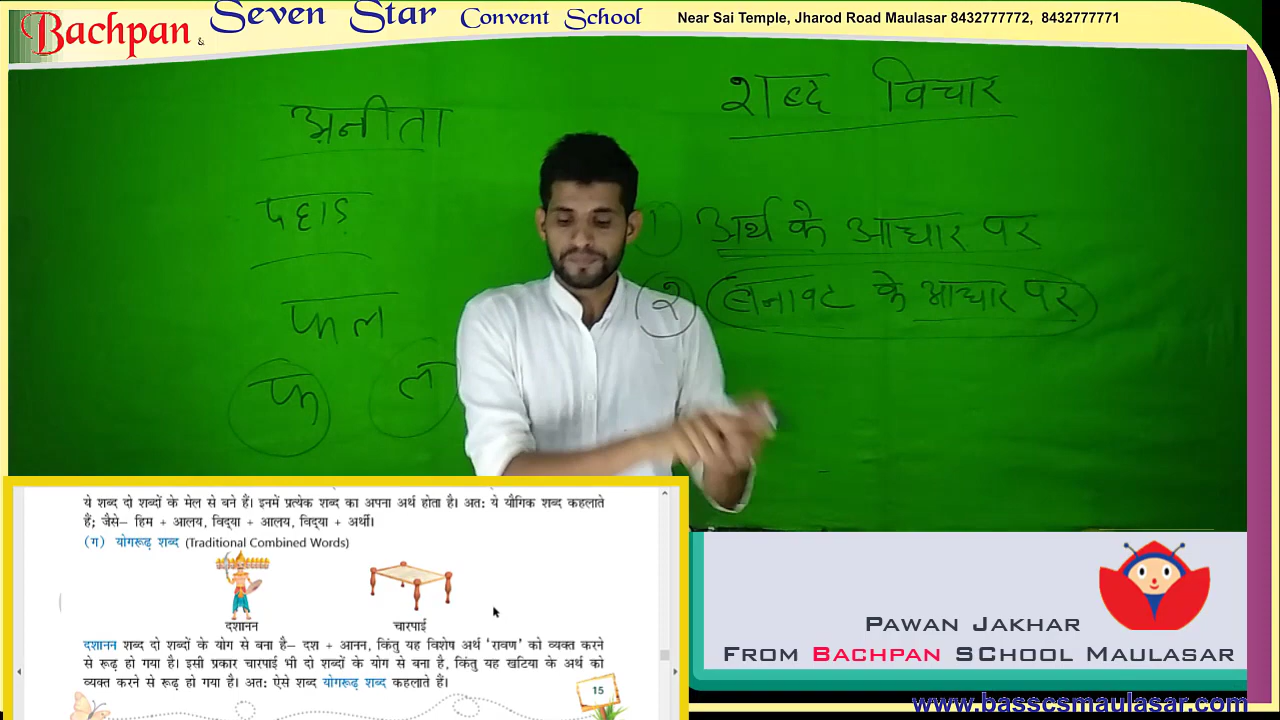 Bachpan & Seven Star Convent School
Near Sai Temple, Jharod Road Maulasar 8432777772, 8432777771
शब्द विचार
अनीता
पहाड़
फल
फ ल
१) अर्थ के आधार पर
२) बनावट के आधार पर
ये शब्द दो शब्दों के मेल से बने हैं। इनमें प्रत्येक शब्द का अपना अर्थ होता है। अतः ये यौगिक शब्द कहलाते
हैं; जैसे– हिम + आलय, विद्या + आलय, विद्या + अर्थी।
(ग) योगरूढ़ शब्द (Traditional Combined Words)
दशानन
चारपाई
दशानन शब्द दो शब्दों के योग से बना है– दश + आनन, किंतु यह विशेष अर्थ ‘रावण’ को व्यक्त करने
से रूढ़ हो गया है। इसी प्रकार चारपाई भी दो शब्दों के योग से बना है, किंतु यह खटिया के अर्थ को
व्यक्त करने से रूढ़ हो गया है। अतः ऐसे शब्द योगरूढ़ शब्द कहलाते हैं।
15
Pawan Jakhar
From Bachpan SChool Maulasar
www.basscsmaulasar.com